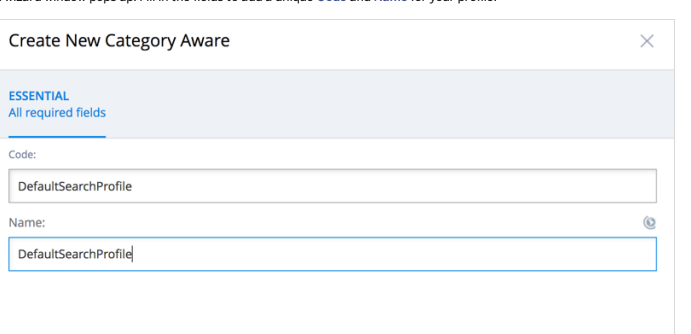 wizard window pops up. Fill in the fields to add a unique Code and Name for your profile.
Create New Category Aware
ESSENTIAL
All required fields
Code:
DefaultSearchProfile
Name:
DefaultSearchProfile